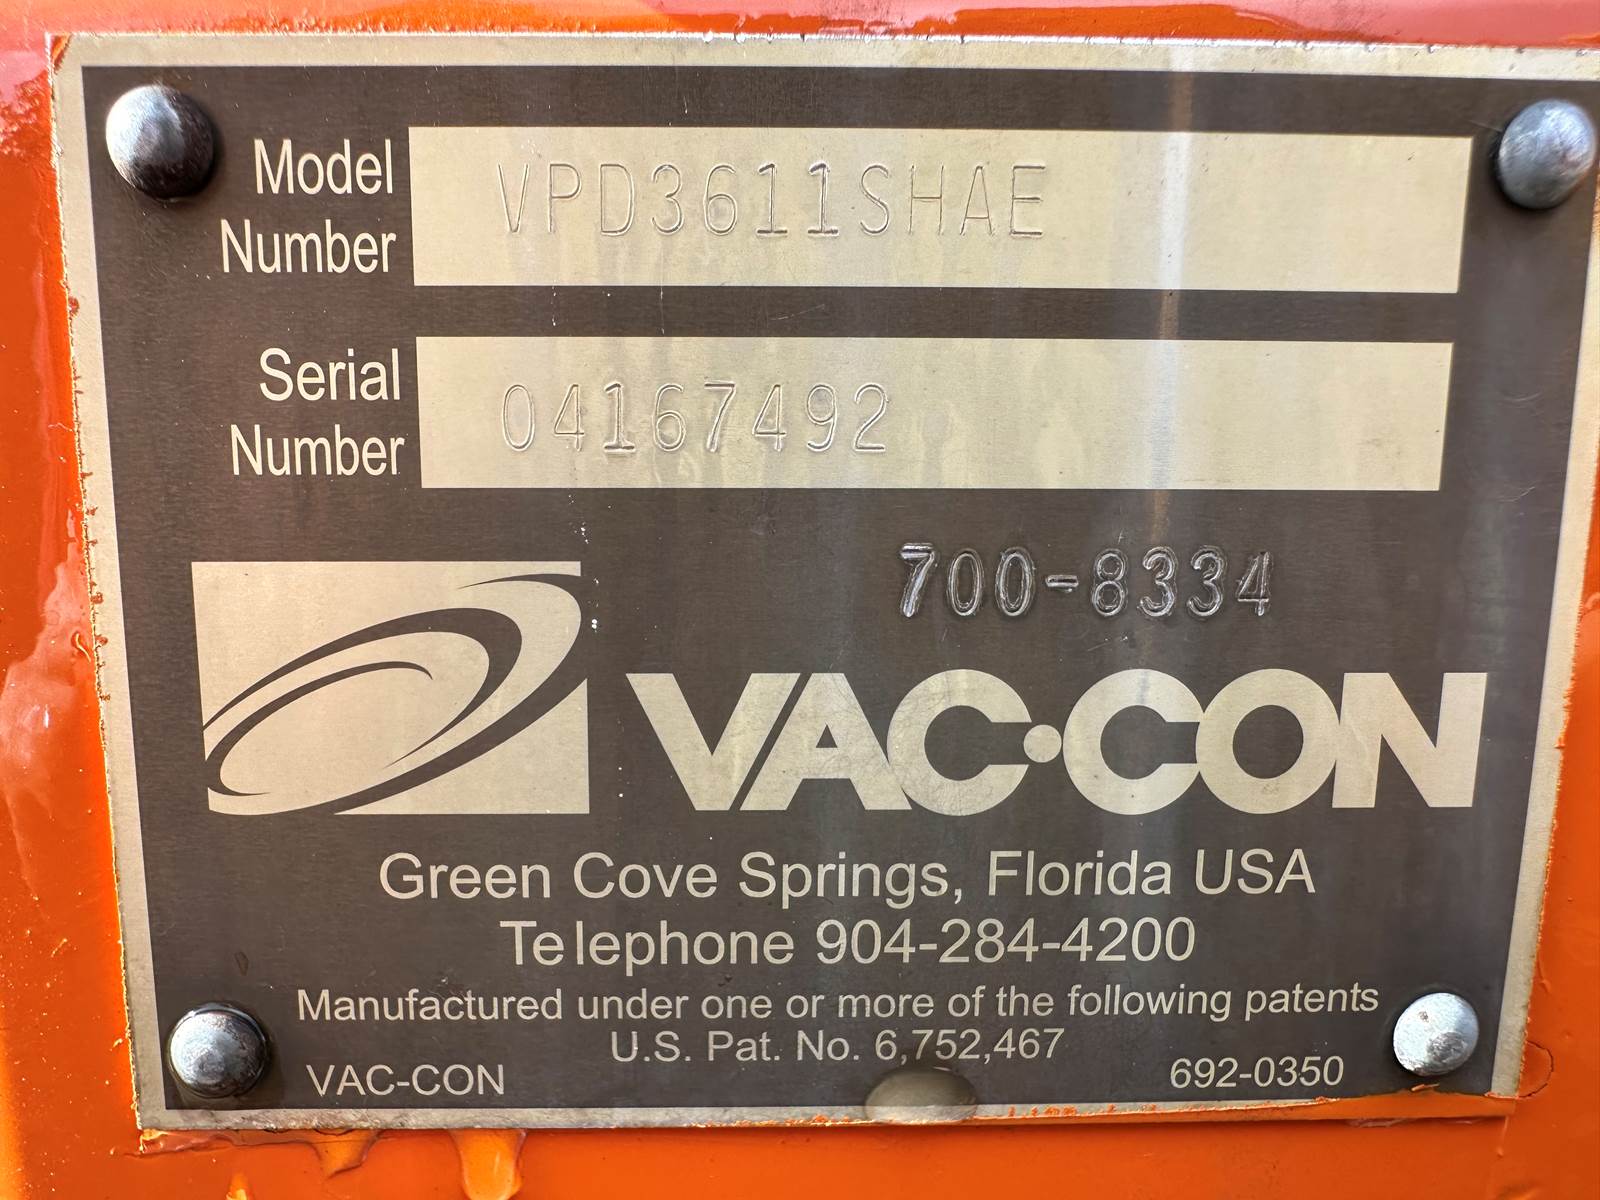 Model Number VPD3611SHAE
Serial Number 04167492
700-8334
VAC·CON
Green Cove Springs, Florida USA
Telephone 904-284-4200
Manufactured under one or more of the following patents
U.S. Pat. No. 6,752,467
VAC-CON 692-0350